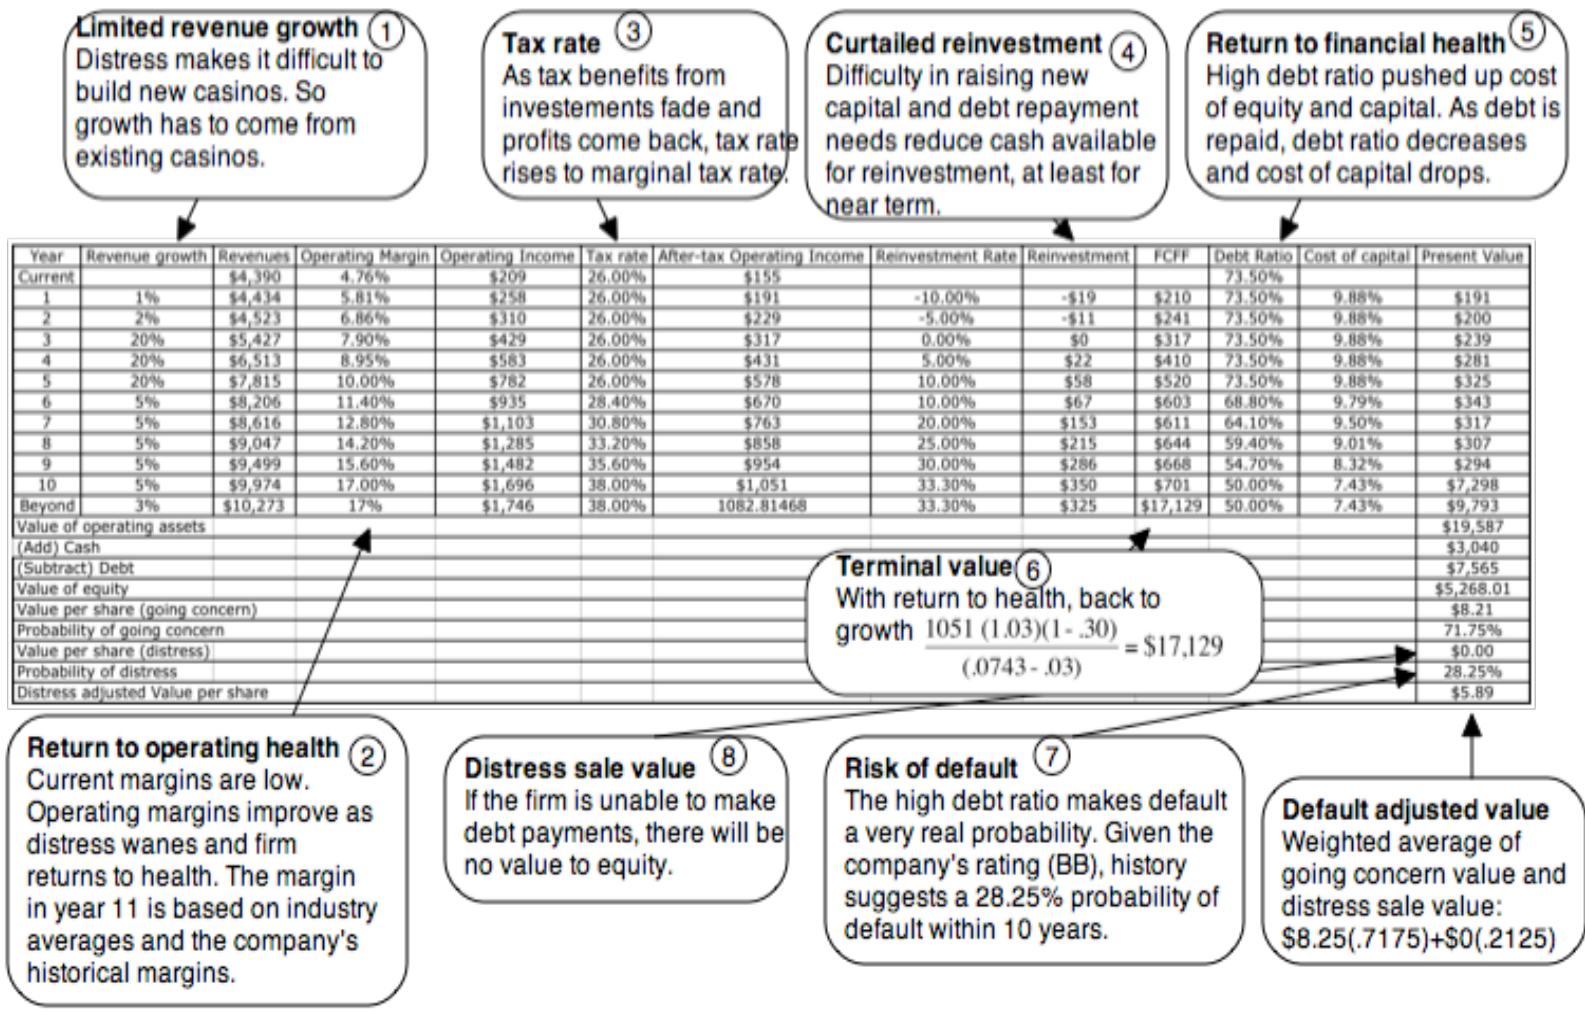 Limited revenue growth 1
Distress makes it difficult to
build new casinos. So
growth has to come from
existing casinos.
Tax rate 3
As tax benefits from
investements fade and
profits come back, tax rate
rises to marginal tax rate.
Curtailed reinvestment 4
Difficulty in raising new
capital and debt repayment
needs reduce cash available
for reinvestment, at least for
near term.
Return to financial health 5
High debt ratio pushed up cost
of equity and capital. As debt is
repaid, debt ratio decreases
and cost of capital drops.
Year Revenue growth Revenues Operating Margin Operating Income Tax rate After-tax Operating Income Reinvestment Rate Reinvestment FCFF Debt Ratio Cost of capital Present Value
Current $4,390 4.76% $209 26.00% $155 73.50%
1 1% $4,434 5.81% $258 26.00% $191 -10.00% -$19 $210 73.50% 9.88% $191
2 2% $4,523 6.86% $310 26.00% $229 -5.00% -$11 $241 73.50% 9.88% $200
3 20% $5,427 7.90% $429 26.00% $317 0.00% $0 $317 73.50% 9.88% $239
4 20% $6,513 8.95% $583 26.00% $431 5.00% $22 $410 73.50% 9.88% $281
5 20% $7,815 10.00% $782 26.00% $578 10.00% $58 $520 73.50% 9.88% $325
6 5% $8,206 11.40% $935 28.40% $670 10.00% $67 $603 68.80% 9.79% $343
7 5% $8,616 12.80% $1,103 30.80% $763 20.00% $153 $611 64.10% 9.50% $317
8 5% $9,047 14.20% $1,285 33.20% $858 25.00% $215 $644 59.40% 9.01% $307
9 5% $9,499 15.60% $1,482 35.60% $954 30.00% $286 $668 54.70% 8.32% $294
10 5% $9,974 17.00% $1,696 38.00% $1,051 33.30% $350 $701 50.00% 7.43% $7,298
Beyond 3% $10,273 17% $1,746 38.00% 1082.81468 33.30% $325 $17,129 50.00% 7.43% $9,793
Value of operating assets $19,587
(Add) Cash $3,040
(Subtract) Debt $7,565
Value of equity $5,268.01
Value per share (going concern) $8.21
Probability of going concern 71.75%
Value per share (distress) $0.00
Probability of distress 28.25%
Distress adjusted Value per share $5.89
Terminal value 6
With return to health, back to
growth 1051 (1.03)(1- .30) / (.0743 - .03) = $17,129
Return to operating health 2
Current margins are low.
Operating margins improve as
distress wanes and firm
returns to health. The margin
in year 11 is based on industry
averages and the company's
historical margins.
Distress sale value 8
If the firm is unable to make
debt payments, there will be
no value to equity.
Risk of default 7
The high debt ratio makes default
a very real probability. Given the
company's rating (BB), history
suggests a 28.25% probability of
default within 10 years.
Default adjusted value
Weighted average of
going concern value and
distress sale value:
$8.25(.7175)+$0(.2125)